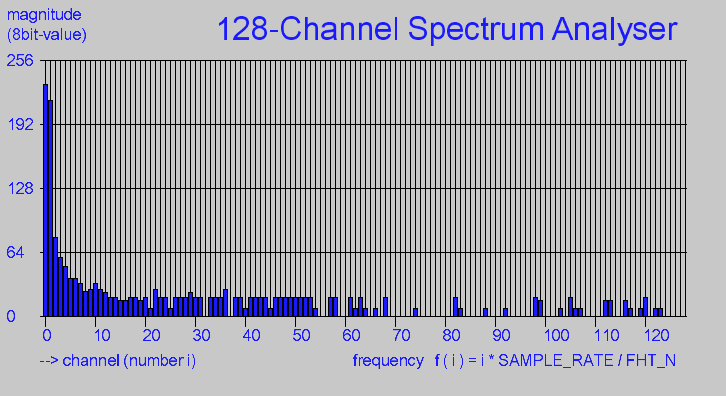 magnitude
(8bit-value)
128-Channel Spectrum Analyser
256
192
128
64
0
0 10 20 30 40 50 60 70 80 90 100 110 120
--> channel (number i) frequency f ( i ) = i * SAMPLE_RATE / FHT_N